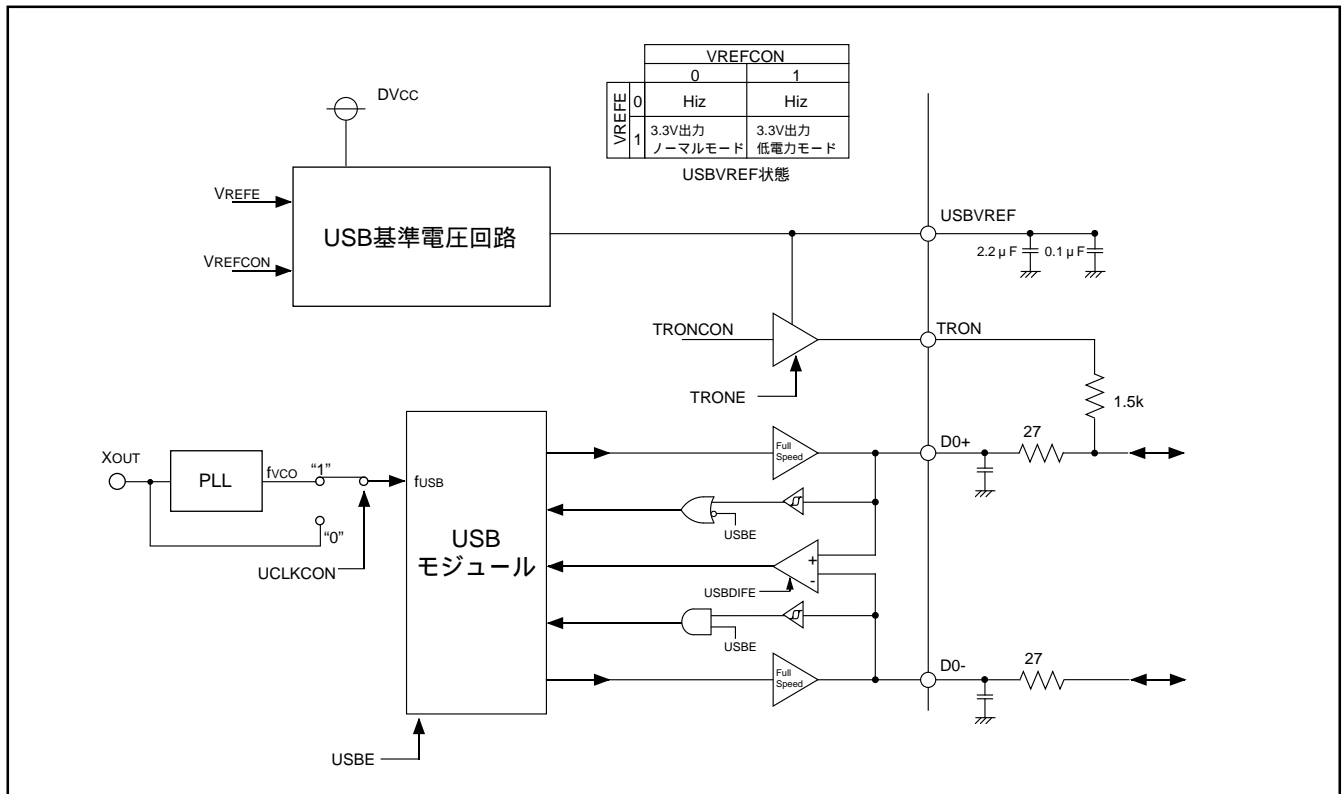 VREFCON
0 1
VREFE
0 Hiz Hiz
1 3.3V出力 3.3V出力
ノーマルモード 低電力モード
USBVREF状態
DVCC
VREFE
VREFCON
USB基準電圧回路
USBVREF
2.2μF 0.1μF
TRONCON
TRON
TRONE
1.5k
XOUT
PLL
fVCO
"1"
"0"
UCLKCON
fUSB
USB
モジュール
USBE
Full
Speed
D0+
27
USBE
+
-
USBDIFE
USBE
Full
Speed
D0-
27